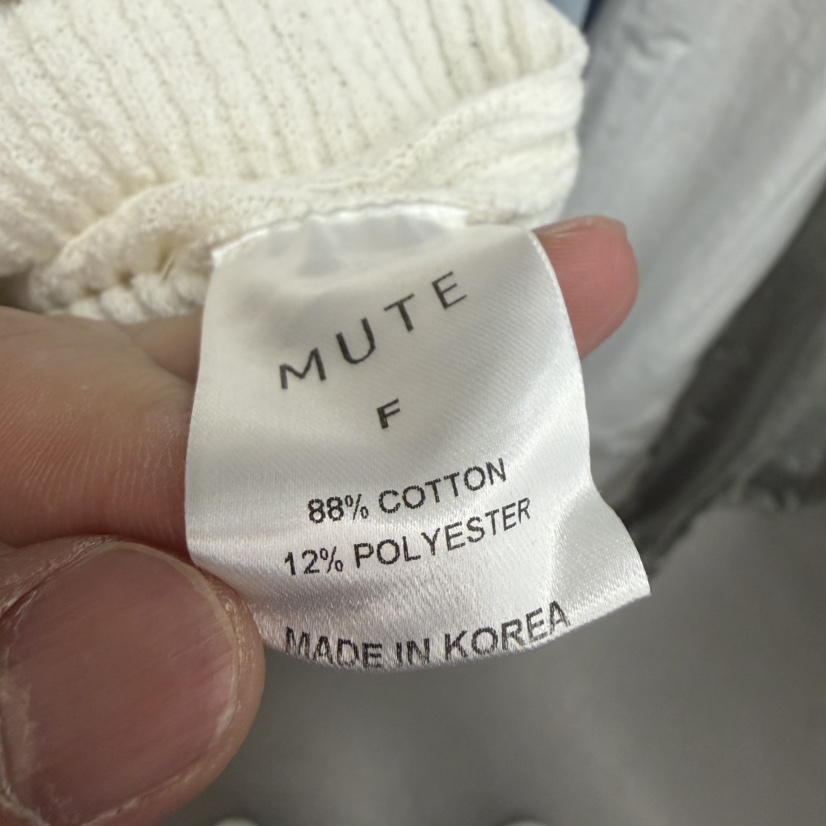 MUTE
F
88% COTTON
12% POLYESTER
MADE IN KOREA